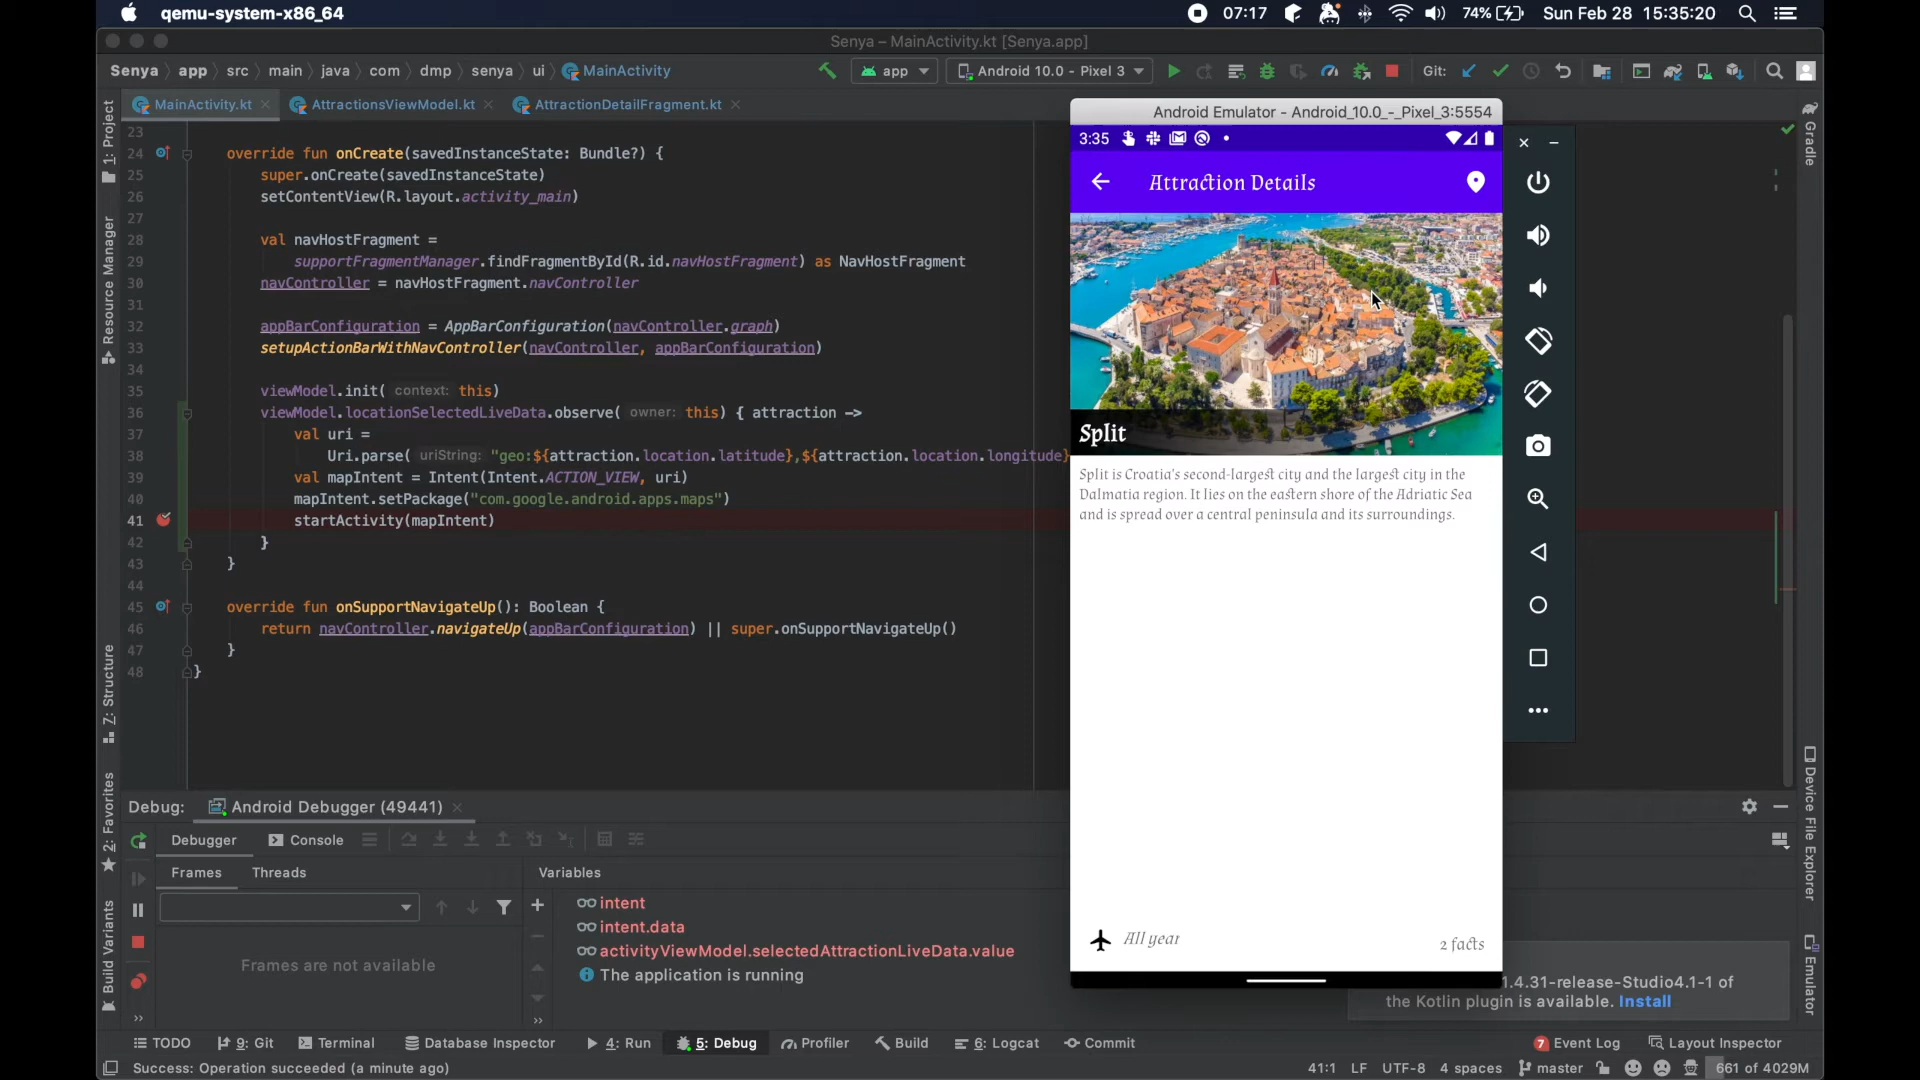 qemu-system-x86_64
07:17
74%
Sun Feb 28 15:35:20
Senya – MainActivity.kt [Senya.app]
Senya app src main java com dmp senya ui MainActivity
app
Android 10.0 - Pixel 3
Git:
MainActivity.kt
AttractionsViewModel.kt
AttractionDetailFragment.kt
23
24 override fun onCreate(savedInstanceState: Bundle?) {
25 super.onCreate(savedInstanceState)
26 setContentView(R.layout.activity_main)
27
28 val navHostFragment =
29 supportFragmentManager.findFragmentById(R.id.navHostFragment) as NavHostFragment
30 navController = navHostFragment.navController
31
32 appBarConfiguration = AppBarConfiguration(navController.graph)
33 setupActionBarWithNavController(navController, appBarConfiguration)
34
35 viewModel.init( context: this)
36 viewModel.locationSelectedLiveData.observe( owner: this) { attraction ->
37 val uri =
38 Uri.parse( uriString: "geo:${attraction.location.latitude},${attraction.location.longitude}
39 val mapIntent = Intent(Intent.ACTION_VIEW, uri)
40 mapIntent.setPackage("com.google.android.apps.maps")
41 startActivity(mapIntent)
42 }
43 }
44
45 override fun onSupportNavigateUp(): Boolean {
46 return navController.navigateUp(appBarConfiguration) || super.onSupportNavigateUp()
47 }
48 }
1: Project
Resource Manager
Z: Structure
2: Favorites
Build Variants
Gradle
Device File Explorer
Emulator
Android Emulator - Android_10.0_-_Pixel_3:5554
3:35
Attraction Details
Split
Split is Croatia's second-largest city and the largest city in the
Dalmatia region. It lies on the eastern shore of the Adriatic Sea
and is spread over a central peninsula and its surroundings.
All year
2 facts
Debug:
Android Debugger (49441)
Debugger
Console
Frames
Threads
Variables
Frames are not available
intent
intent.data
activityViewModel.selectedAttractionLiveData.value
The application is running
1.4.31-release-Studio4.1-1 of
the Kotlin plugin is available. Install
TODO
9: Git
Terminal
Database Inspector
4: Run
5: Debug
Profiler
Build
6: Logcat
Commit
7 Event Log
Layout Inspector
Success: Operation succeeded (a minute ago)
41:1 LF UTF-8 4 spaces master 661 of 4029M